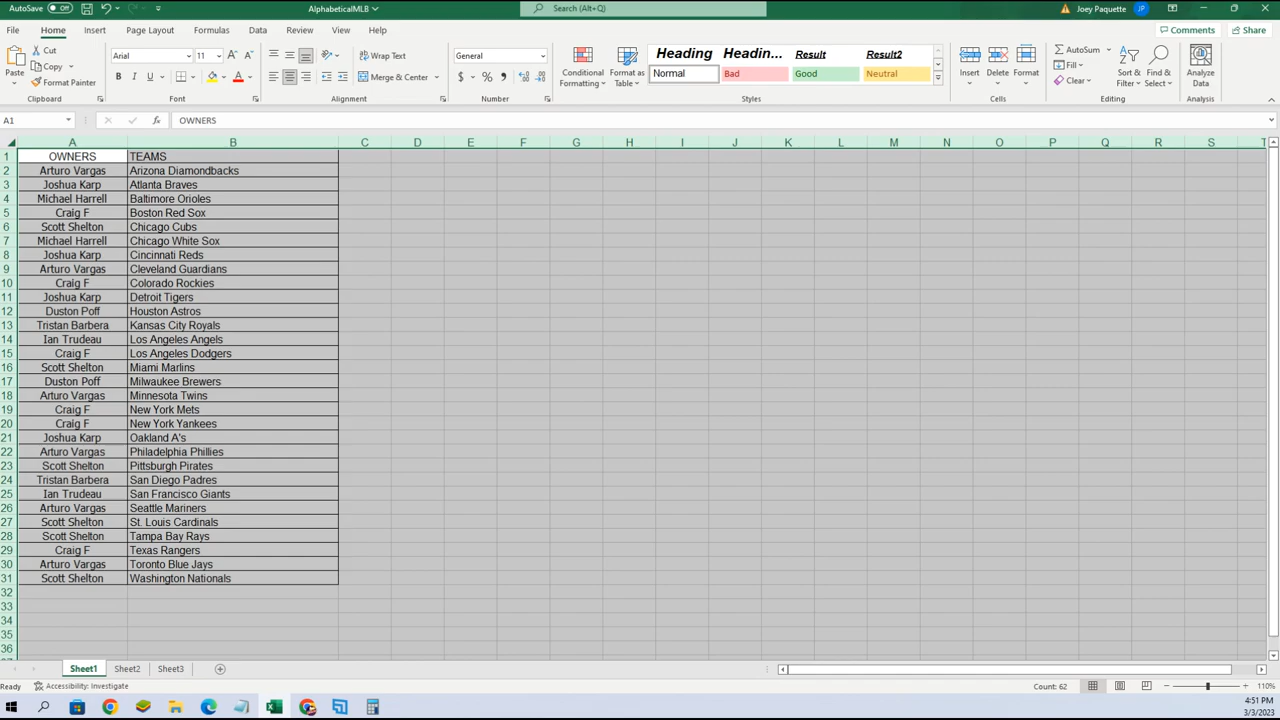 AutoSave Off AlphabeticalMLB Search (Alt+Q) Joey Paquette JP
File Home Insert Page Layout Formulas Data Review View Help Comments Share
Paste Cut Copy Format Painter Clipboard
Arial 11 B I U A Font
Wrap Text Merge & Center Alignment
General $ % Number
Conditional Formatting Format as Table
Heading Headin... Result Result2
Normal Bad Good Neutral
Styles
Insert Delete Format Cells
AutoSum Fill Clear Sort & Filter Find & Select Editing
Analyze Data Analysis
A1 fx OWNERS
A B C D E F G H I J K L M N O P Q R S T
1 OWNERS TEAMS
2 Arturo Vargas Arizona Diamondbacks
3 Joshua Karp Atlanta Braves
4 Michael Harrell Baltimore Orioles
5 Craig F Boston Red Sox
6 Scott Shelton Chicago Cubs
7 Michael Harrell Chicago White Sox
8 Joshua Karp Cincinnati Reds
9 Arturo Vargas Cleveland Guardians
10 Craig F Colorado Rockies
11 Joshua Karp Detroit Tigers
12 Duston Poff Houston Astros
13 Tristan Barbera Kansas City Royals
14 Ian Trudeau Los Angeles Angels
15 Craig F Los Angeles Dodgers
16 Scott Shelton Miami Marlins
17 Duston Poff Milwaukee Brewers
18 Arturo Vargas Minnesota Twins
19 Craig F New York Mets
20 Craig F New York Yankees
21 Joshua Karp Oakland A's
22 Arturo Vargas Philadelphia Phillies
23 Scott Shelton Pittsburgh Pirates
24 Tristan Barbera San Diego Padres
25 Ian Trudeau San Francisco Giants
26 Arturo Vargas Seattle Mariners
27 Scott Shelton St. Louis Cardinals
28 Scott Shelton Tampa Bay Rays
29 Craig F Texas Rangers
30 Arturo Vargas Toronto Blue Jays
31 Scott Shelton Washington Nationals
32
33
34
35
36
Sheet1 Sheet2 Sheet3
Ready Accessibility: Investigate Count: 62 110%
4:51 PM
3/3/2023